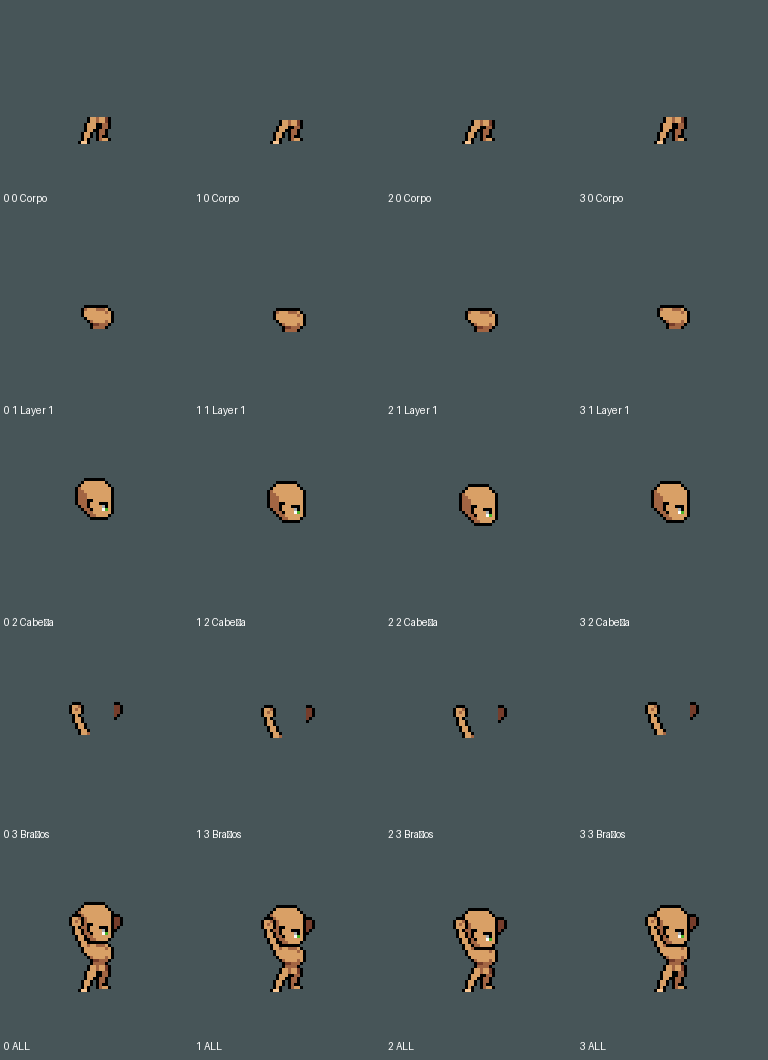 0 0 Corpo 1 0 Corpo 2 0 Corpo 3 0 Corpo
0 1 Layer 1 1 1 Layer 1 2 1 Layer 1 3 1 Layer 1
0 2 Cabe▯a 1 2 Cabe▯a 2 2 Cabe▯a 3 2 Cabe▯a
0 3 Bra▯os 1 3 Bra▯os 2 3 Bra▯os 3 3 Bra▯os
0 ALL 1 ALL 2 ALL 3 ALL